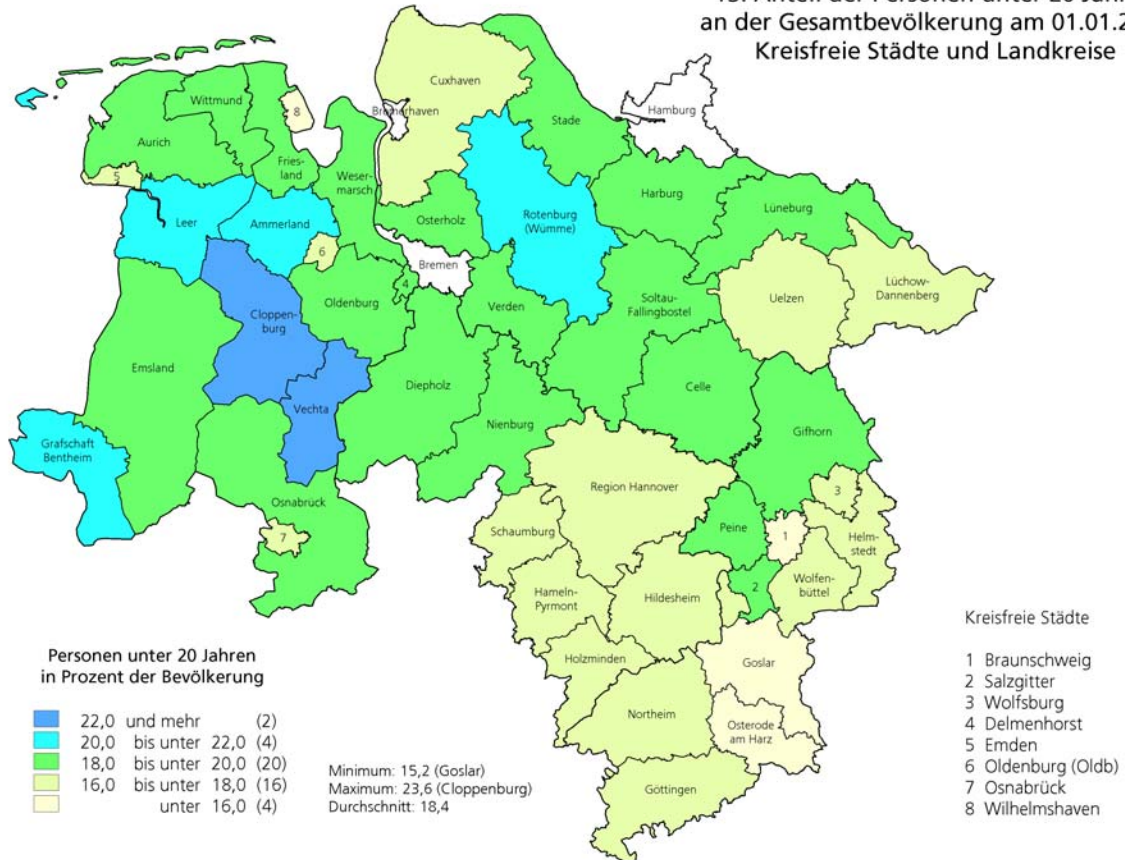 an der Gesamtbevölkerung am 01.01.2
Kreisfreie Städte und Landkreise
Cuxhaven
Wittmund
8
Bremerhaven
Hamburg
Stade
Aurich
Fries-
land
Weser-
marsch
5
Harburg
Leer
Ammerland
Osterholz
Rotenburg
(Wümme)
Lüneburg
6
Bremen
Lüchow-
Dannenberg
4
Uelzen
Oldenburg
Verden
Soltau-
Fallingbostel
Cloppen-
burg
Emsland
Diepholz
Celle
Vechta
Nienburg
Gifhorn
Grafschaft
Bentheim
Region Hannover
3
Osnabrück
Schaumburg
Peine
1
Helm-
stedt
7
2
Wolfen-
büttel
Hameln-
Pyrmont
Hildesheim
Holzminden
Goslar
Northeim
Osterode
am Harz
Göttingen
Personen unter 20 Jahren
in Prozent der Bevölkerung
22,0 und mehr (2)
20,0 bis unter 22,0 (4)
18,0 bis unter 20,0 (20)
16,0 bis unter 18,0 (16)
unter 16,0 (4)
Minimum: 15,2 (Goslar)
Maximum: 23,6 (Cloppenburg)
Durchschnitt: 18,4
Kreisfreie Städte
1 Braunschweig
2 Salzgitter
3 Wolfsburg
4 Delmenhorst
5 Emden
6 Oldenburg (Oldb)
7 Osnabrück
8 Wilhelmshaven